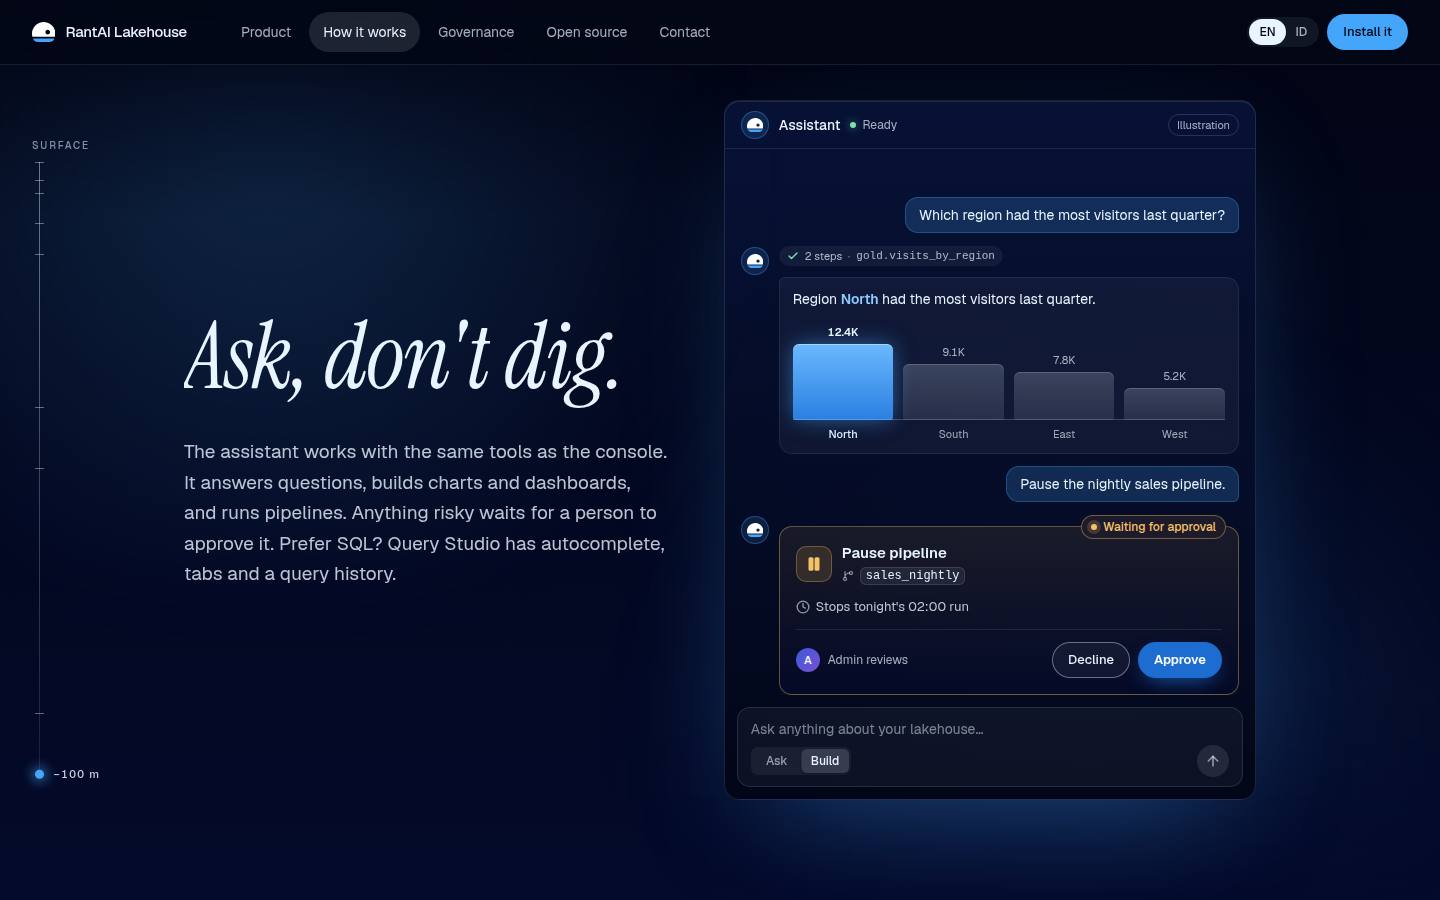 RantAI Lakehouse
Product
How it works
Governance
Open source
Contact
EN
ID
Install it
SURFACE
−100 m
Ask, don't dig.
The assistant works with the same tools as the console.
It answers questions, builds charts and dashboards,
and runs pipelines. Anything risky waits for a person to
approve it. Prefer SQL? Query Studio has autocomplete,
tabs and a query history.
Assistant
Ready
Illustration
Which region had the most visitors last quarter?
2 steps · gold.visits_by_region
Region North had the most visitors last quarter.
12.4K
9.1K
7.8K
5.2K
North
South
East
West
Pause the nightly sales pipeline.
Waiting for approval
Pause pipeline
sales_nightly
Stops tonight's 02:00 run
A
Admin reviews
Decline
Approve
Ask anything about your lakehouse…
Ask
Build